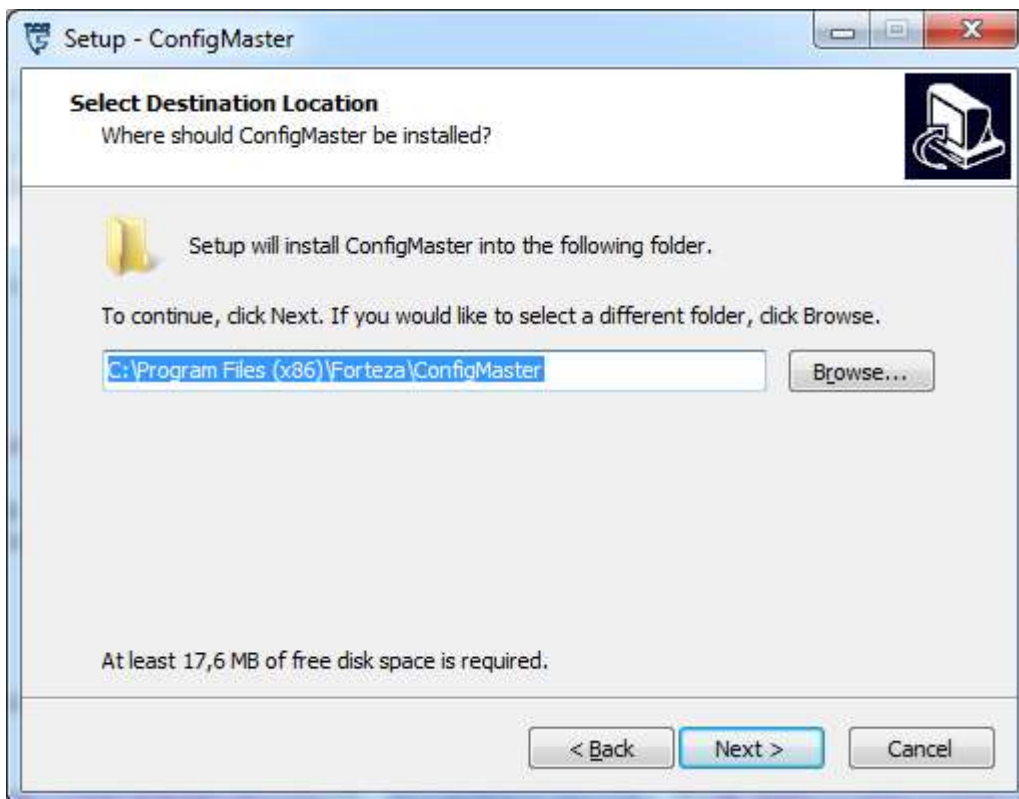 Setup - ConfigMaster
Select Destination Location
Where should ConfigMaster be installed?
Setup will install ConfigMaster into the following folder.
To continue, click Next. If you would like to select a different folder, click Browse.
C:\Program Files (x86)\Forteza\ConfigMaster
Browse...
At least 17,6 MB of free disk space is required.
< Back
Next >
Cancel